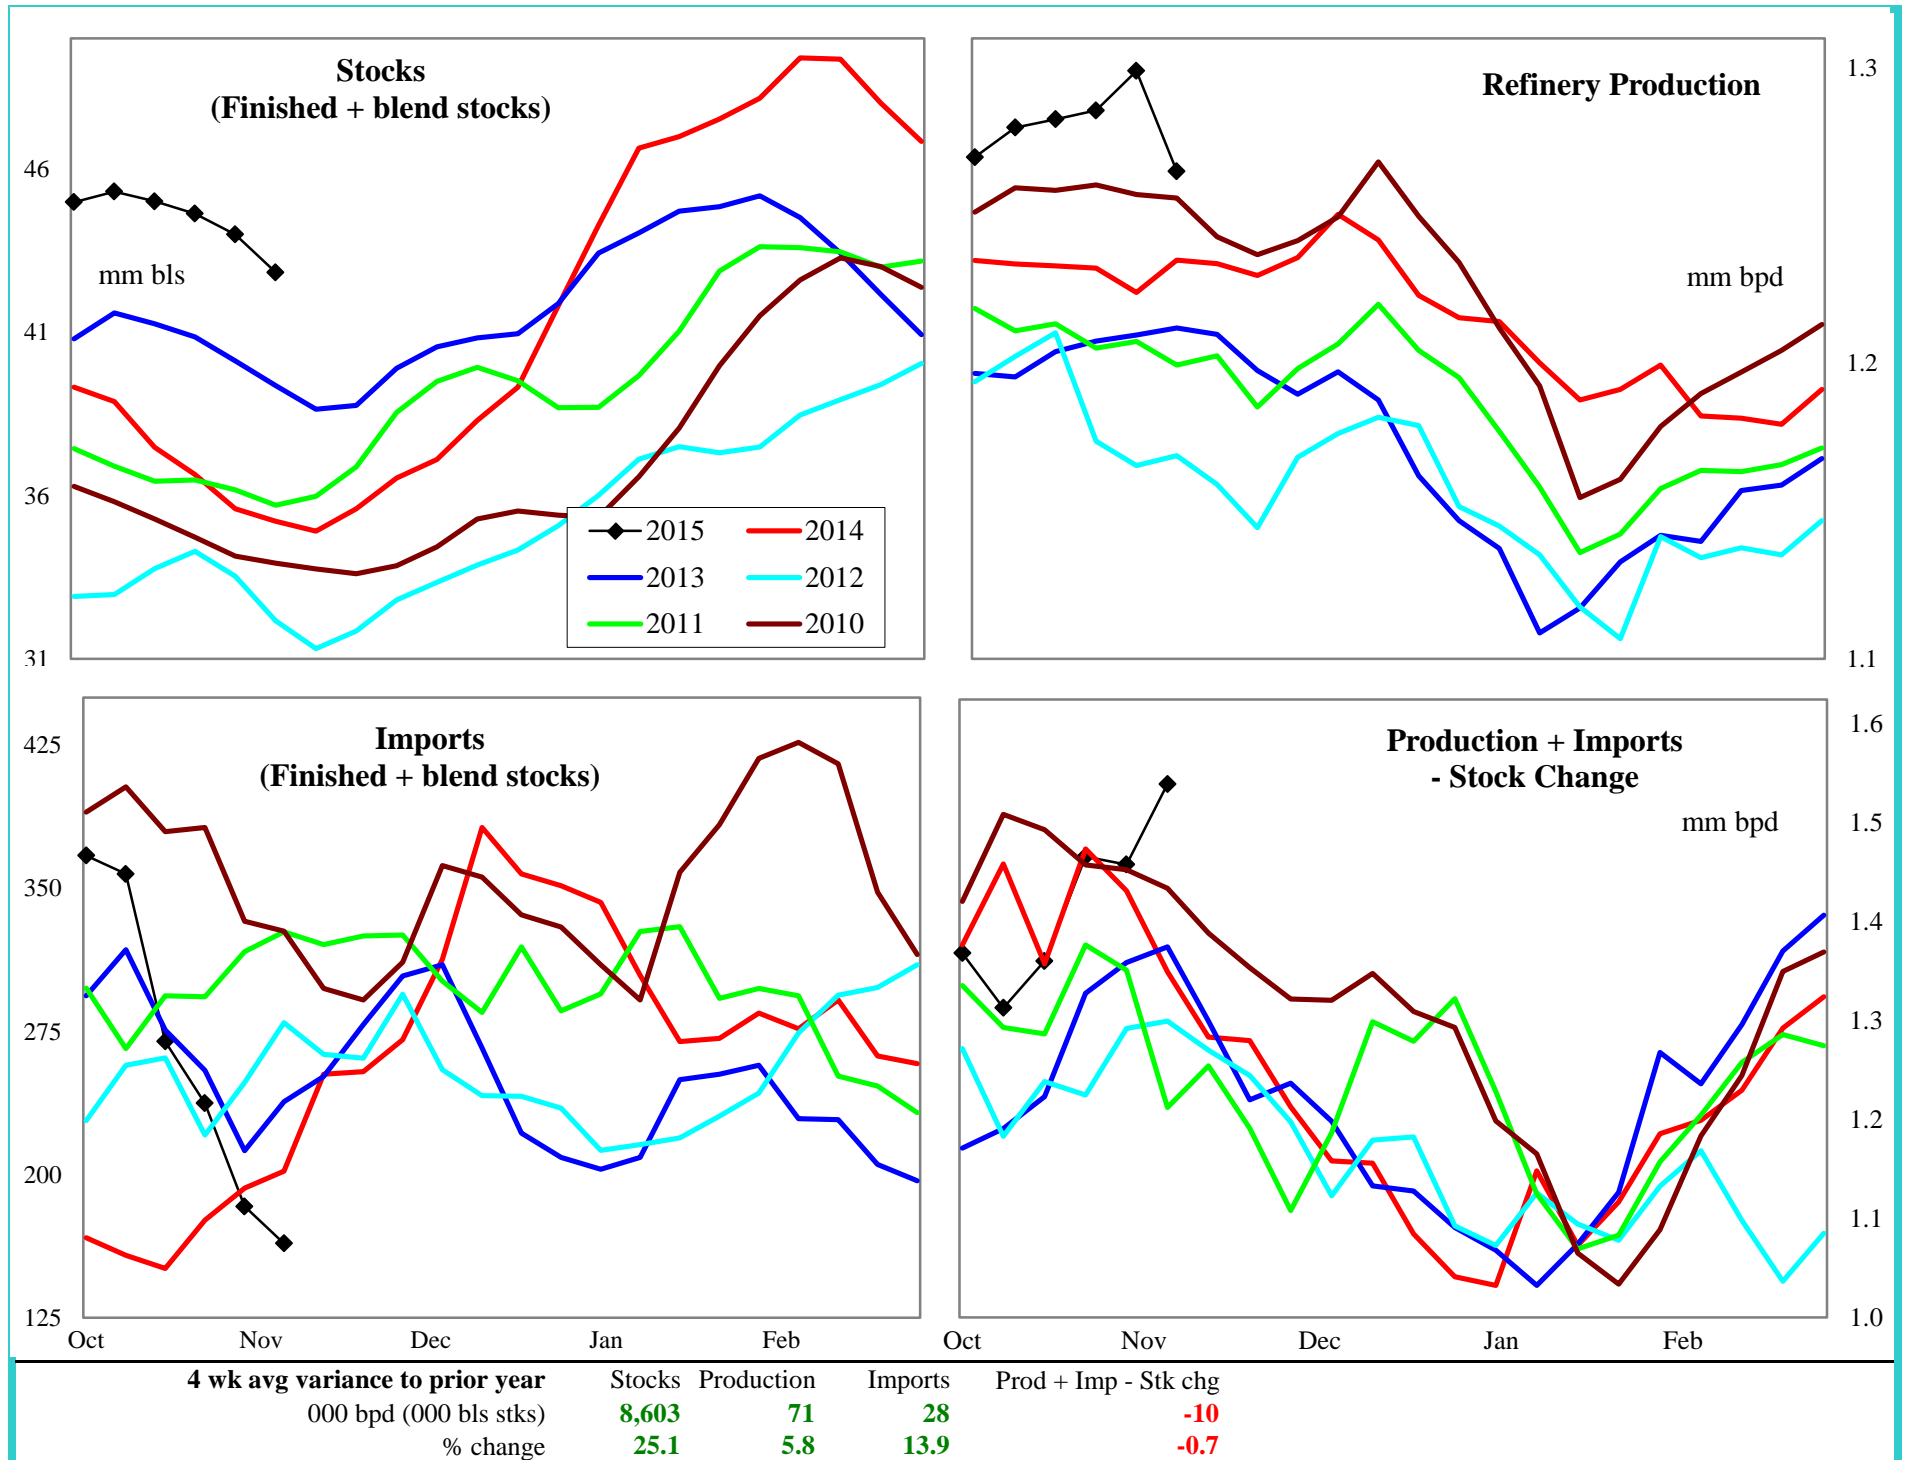 Stocks
(Finished + blend stocks)
46
mm bls
41
36
31
2015 2014
2013 2012
2011 2010
Refinery Production
1.3
mm bpd
1.2
1.1
Imports
(Finished + blend stocks)
425
350
275
200
125
Oct Nov Dec Jan Feb
Production + Imports
- Stock Change
1.6
mm bpd
1.5
1.4
1.3
1.2
1.1
1.0
Oct Nov Dec Jan Feb
4 wk avg variance to prior year Stocks Production Imports Prod + Imp - Stk chg
000 bpd (000 bls stks) 8,603 71 28 -10
% change 25.1 5.8 13.9 -0.7